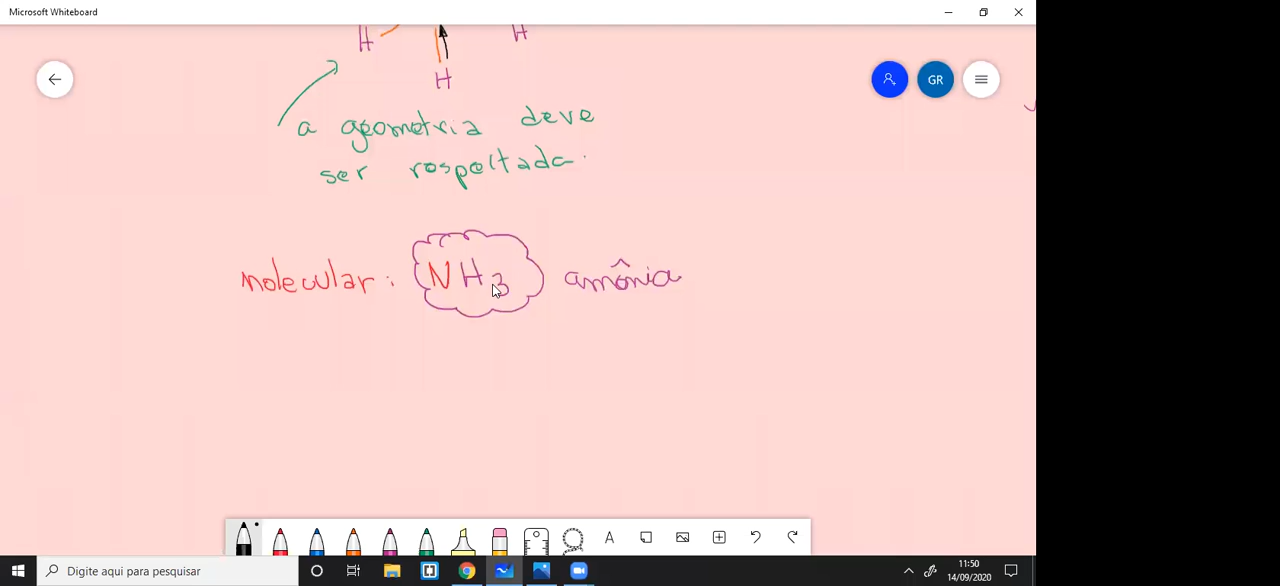 Microsoft Whiteboard
H
H
H
GR
a geometria deve
ser respeitada.
molecular: NH3 amônia
A
Digite aqui para pesquisar
11:50
14/09/2020